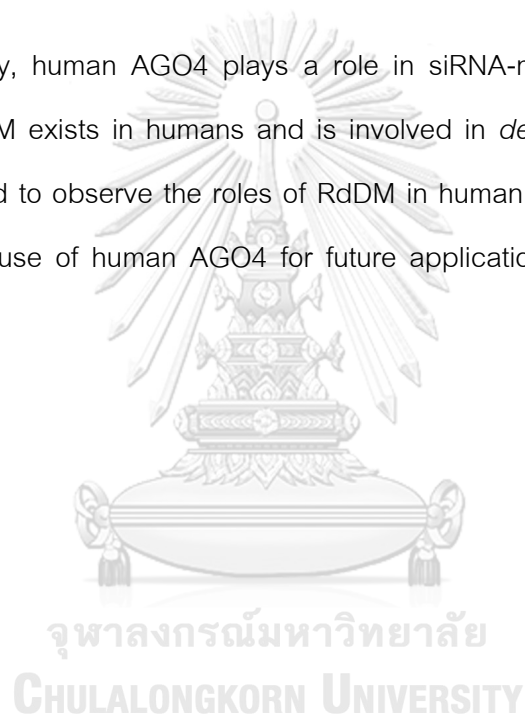 y, human AGO4 plays a role in siRNA-r
M exists in humans and is involved in de
d to observe the roles of RdDM in human
use of human AGO4 for future applicatio
จุฬาลงกรณ์มหาวิทยาลัย
CHULALONGKORN UNIVERSITY